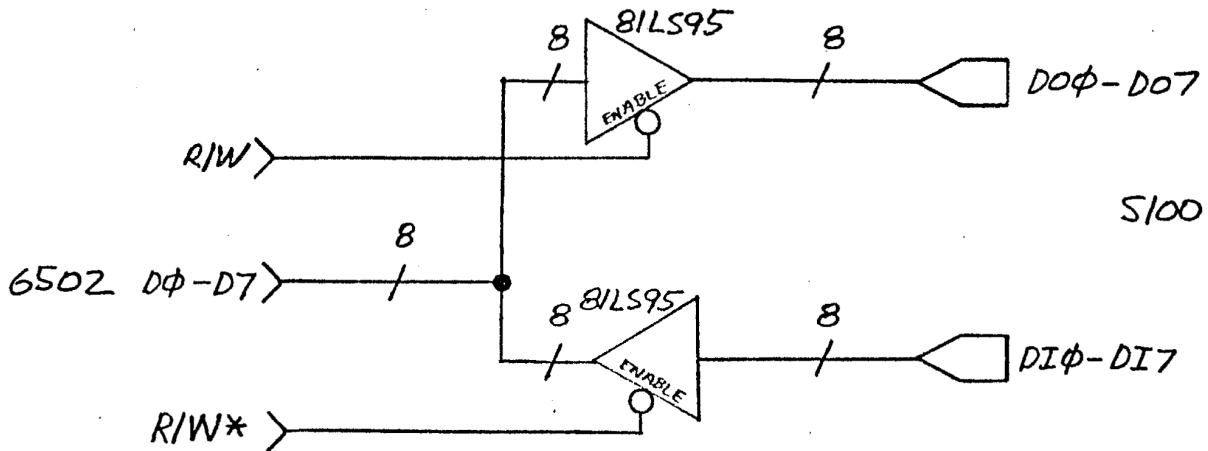 81LS95
8
8
DOφ-DO7
ENABLE
R/W
S100
8
6502 Dφ-D7
81LS95
8
8
DIφ-DI7
ENABLE
R/W*